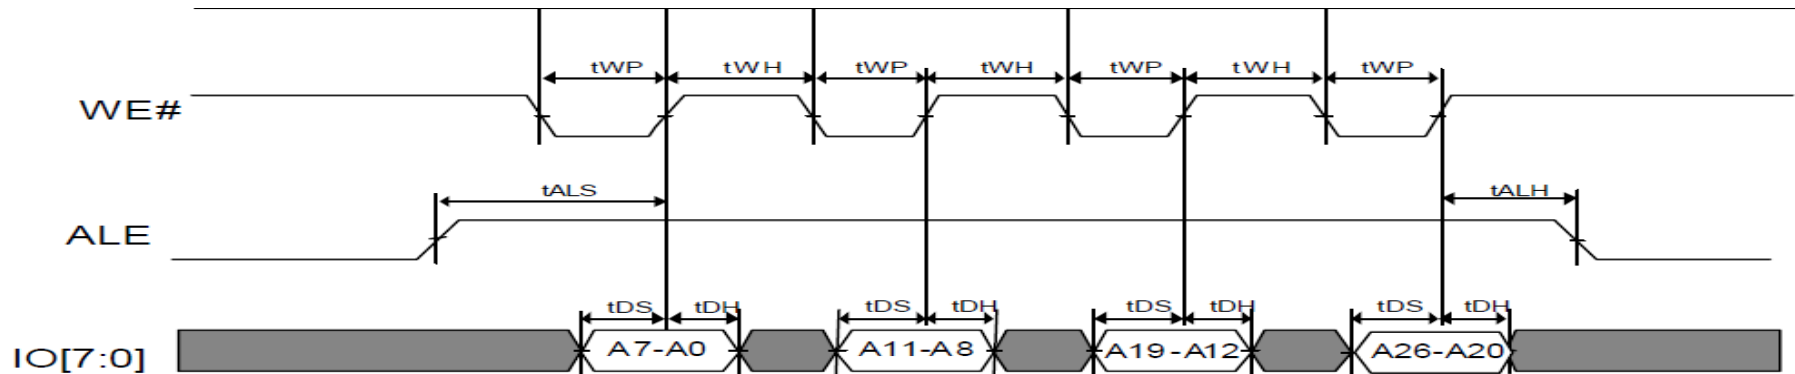 tWP tWH tWP tWH tWP tWH tWP
WE#
tALS tALH
ALE
tDS tDH tDS tDH tDS tDH tDS tDH
IO[7:0] A7-A0 A11-A8 A19-A12 A26-A20